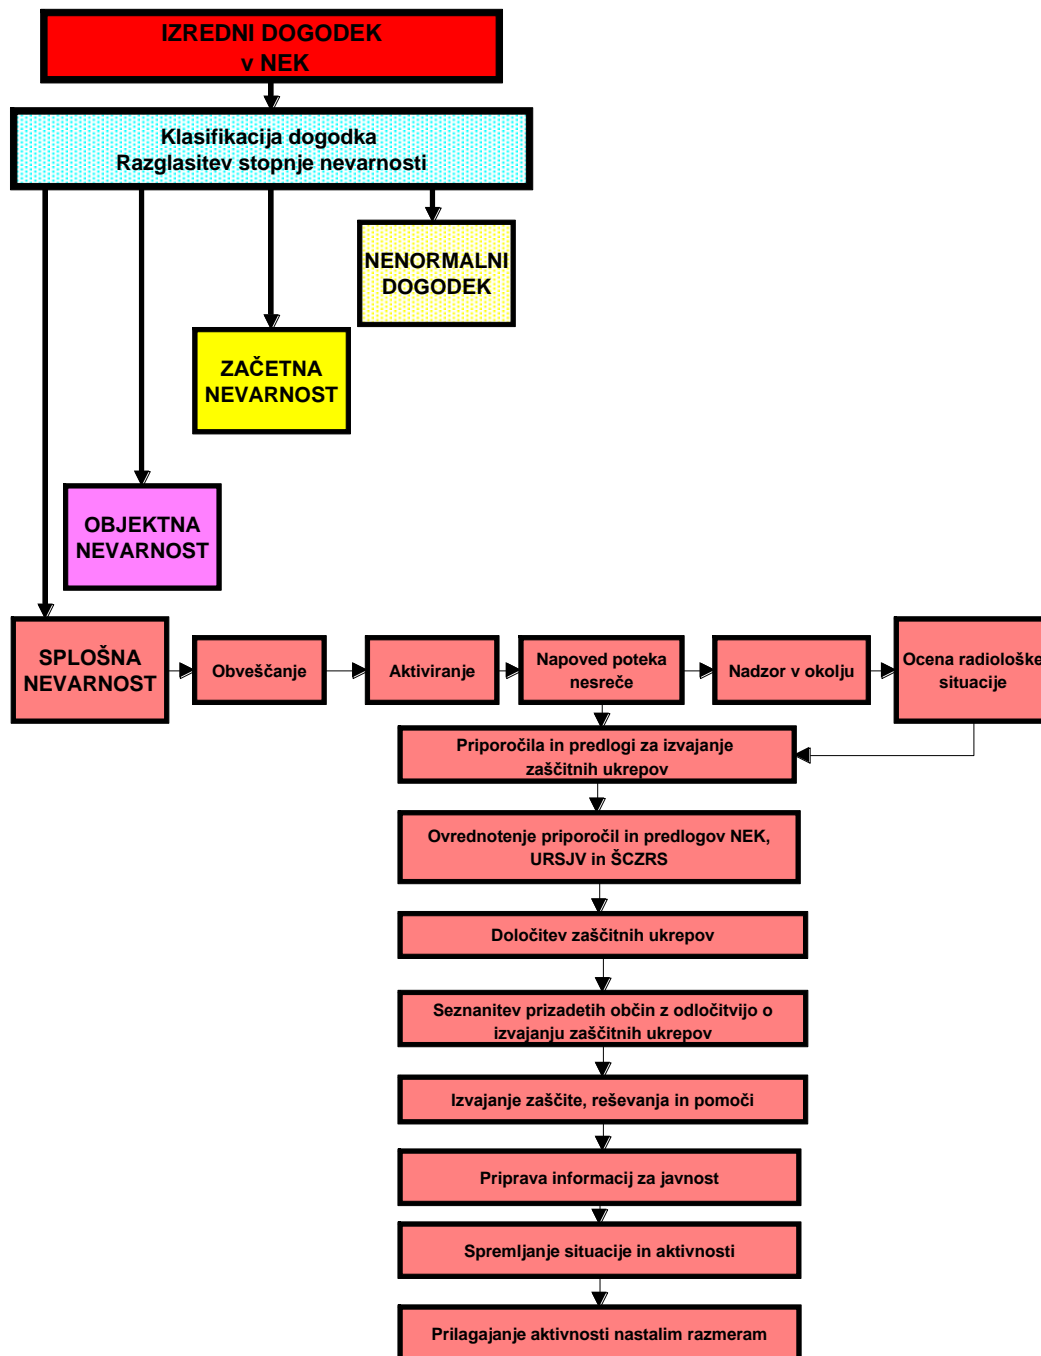 IZREDNI DOGODEK
v NEK
Klasifikacija dogodka
Razglasitev stopnje nevarnosti
NENORMALNI
DOGODEK
ZAČETNA
NEVARNOST
OBJEKTNA
NEVARNOST
SPLOŠNA
NEVARNOST
Obveščanje
Aktiviranje
Napoved poteka
nesreče
Nadzor v okolju
Ocena radiološke
situacije
Priporočila in predlogi za izvajanje
zaščitnih ukrepov
Ovrednotenje priporočil in predlogov NEK,
URSJV in ŠCZRS
Določitev zaščitnih ukrepov
Seznanitev prizadetih občin z odločitvijo o
izvajanju zaščitnih ukrepov
Izvajanje zaščite, reševanja in pomoči
Priprava informacij za javnost
Spremljanje situacije in aktivnosti
Prilagajanje aktivnosti nastalim razmeram